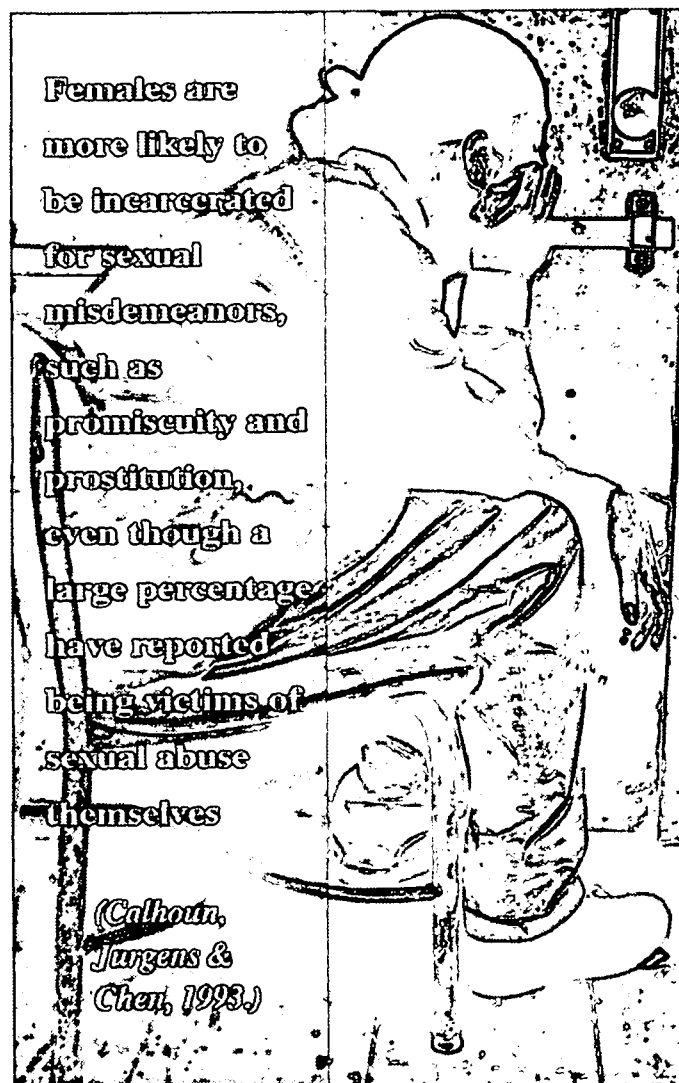 Females are
more likely to
be incarcerated
for sexual
misdemeanors,
such as
promiscuity and
prostitution,
even though a
large percentage
have reported
being victims of
sexual abuse
themselves
(Calhoun,
Jurgens &
Chen, 1993.)